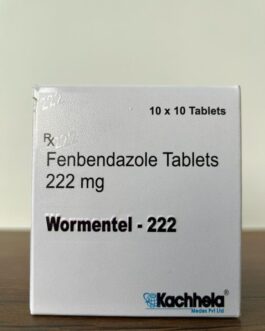 10 x 10 Tablets
Rx
Fenbendazole Tablets
222 mg
Wormentel - 222
Kachhela®
Medex Pvt Ltd